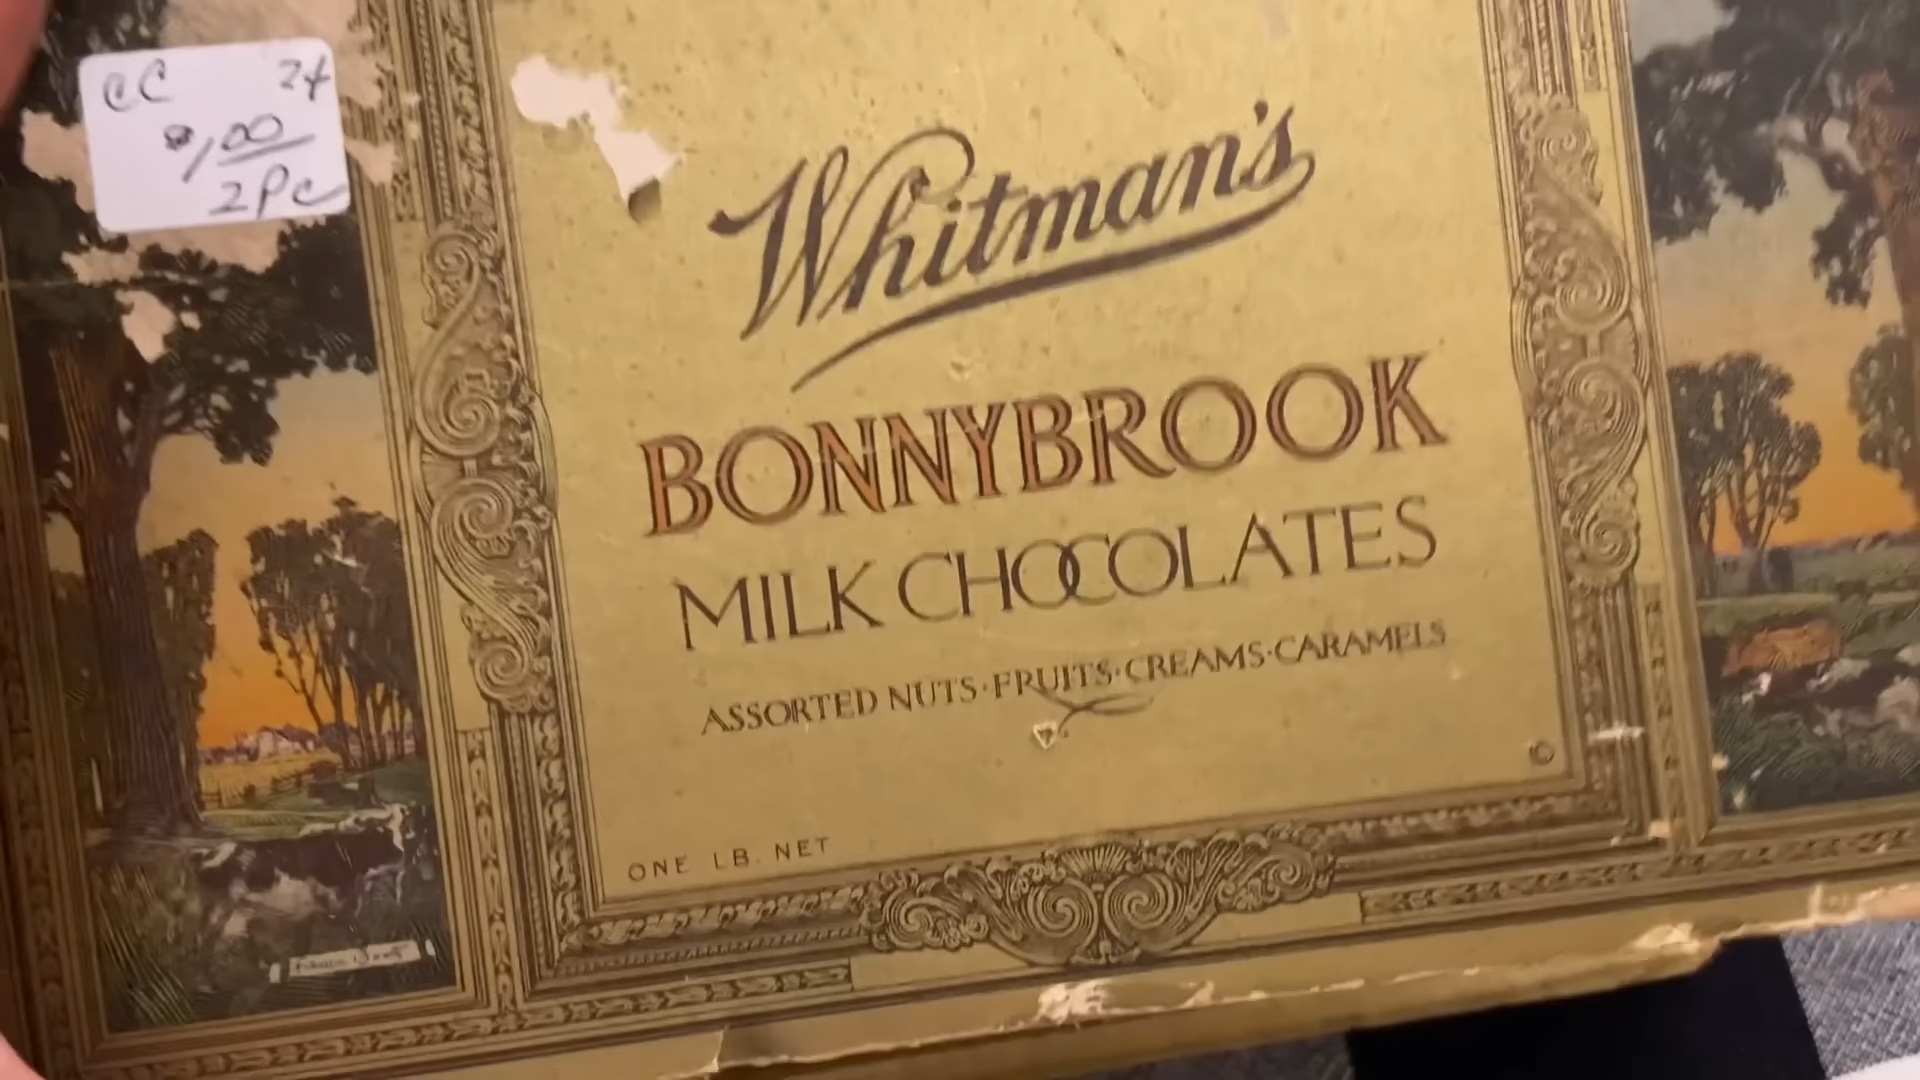 CC 24
$1.00
2Pc
Whitman's
BONNYBROOK
MILK CHOCOLATES
ASSORTED NUTS·FRUITS·CREAMS·CARAMELS
©
ONE LB. NET